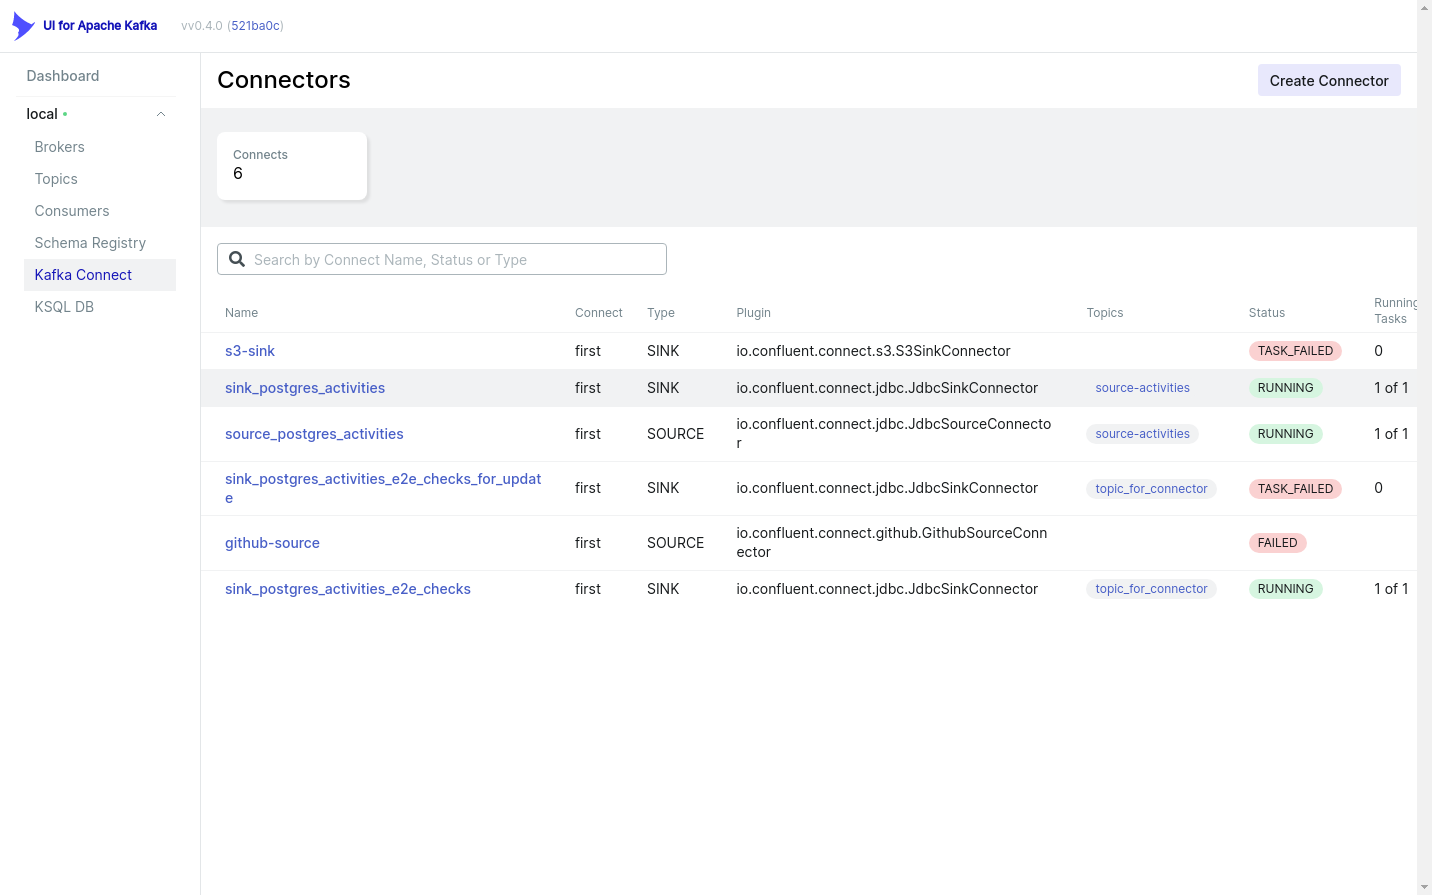 UI for Apache Kafka vv0.4.0 (521ba0c)
Dashboard
local
Brokers
Topics
Consumers
Schema Registry
Kafka Connect
KSQL DB
Connectors
Create Connector
Connects
6
Search by Connect Name, Status or Type
Name Connect Type Plugin Topics Status Running
Tasks
s3-sink first SINK io.confluent.connect.s3.S3SinkConnector TASK_FAILED 0
sink_postgres_activities first SINK io.confluent.connect.jdbc.JdbcSinkConnector source-activities RUNNING 1 of 1
source_postgres_activities first SOURCE io.confluent.connect.jdbc.JdbcSourceConnecto
r source-activities RUNNING 1 of 1
sink_postgres_activities_e2e_checks_for_updat
e first SINK io.confluent.connect.jdbc.JdbcSinkConnector topic_for_connector TASK_FAILED 0
github-source first SOURCE io.confluent.connect.github.GithubSourceConn
ector FAILED
sink_postgres_activities_e2e_checks first SINK io.confluent.connect.jdbc.JdbcSinkConnector topic_for_connector RUNNING 1 of 1